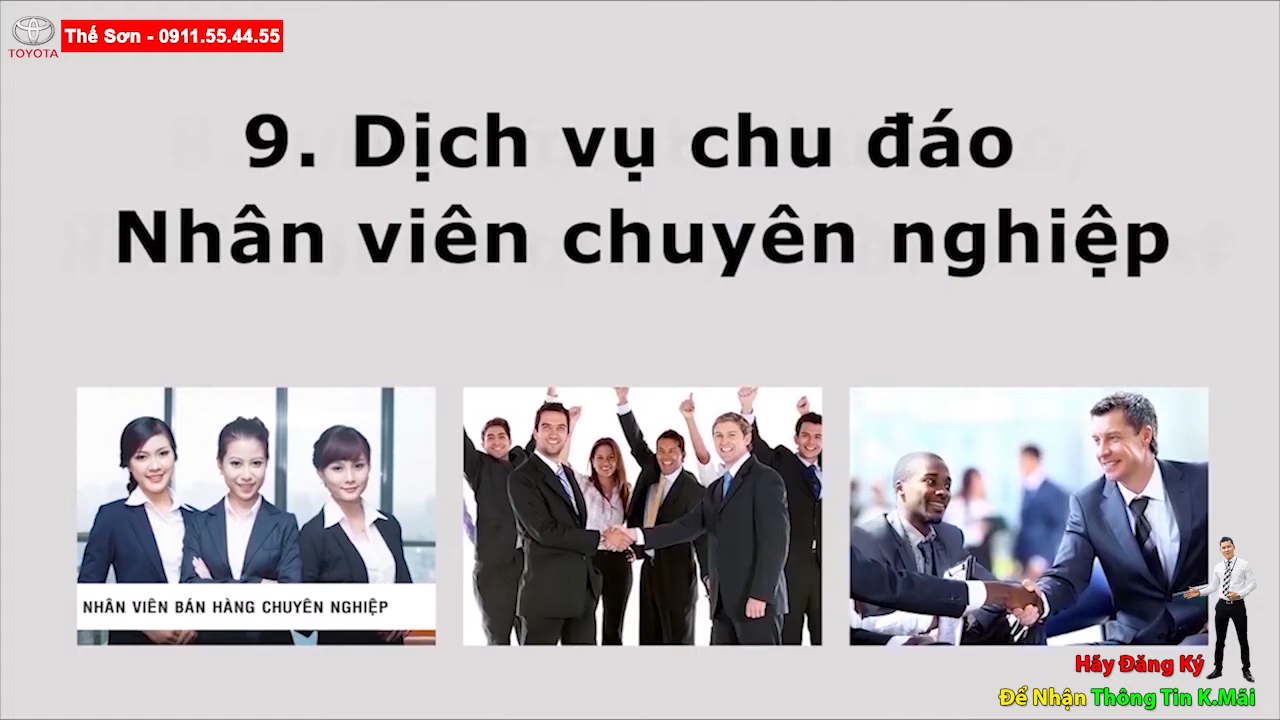 TOYOTA
Thế Sơn - 0911.55.44.55
9. Dịch vụ chu đáo
Nhân viên chuyên nghiệp
NHÂN VIÊN BÁN HÀNG CHUYÊN NGHIỆP
Hãy Đăng Ký
Để Nhận Thông Tin K.Mãi